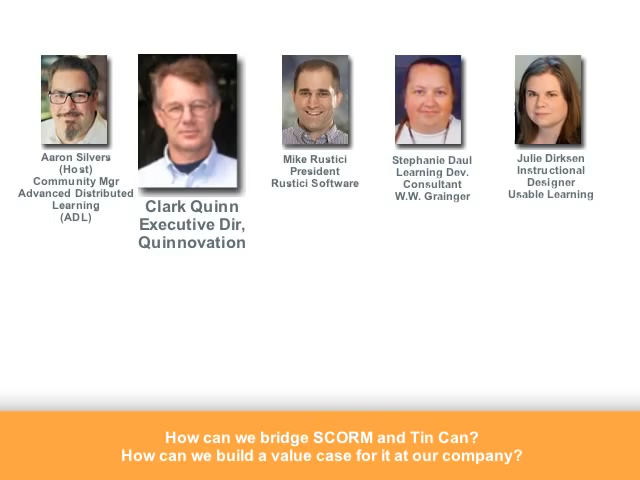 Aaron Silvers
(Host)
Community Mgr
Advanced Distributed
Learning
(ADL)
Clark Quinn
Executive Dir,
Quinnovation
Mike Rustici
President
Rustici Software
Stephanie Daul
Learning Dev.
Consultant
W.W. Grainger
Julie Dirksen
Instructional
Designer
Usable Learning
How can we bridge SCORM and Tin Can?
How can we build a value case for it at our company?